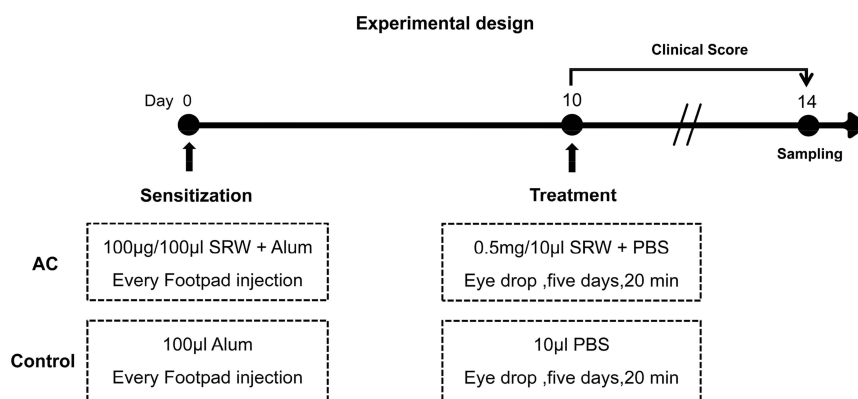 Experimental design
Clinical Score
Day 0 10 14
Sampling
Sensitization Treatment
AC
100μg/100μl SRW + Alum
Every Footpad injection
0.5mg/10μl SRW + PBS
Eye drop ,five days,20 min
Control
100μl Alum
Every Footpad injection
10μl PBS
Eye drop ,five days,20 min